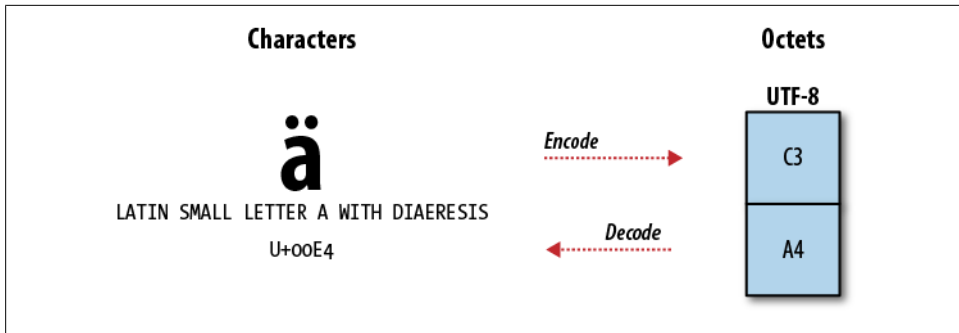 Characters
Octets
UTF-8
ä
Encode
C3
LATIN SMALL LETTER A WITH DIAERESIS
U+00E4
Decode
A4